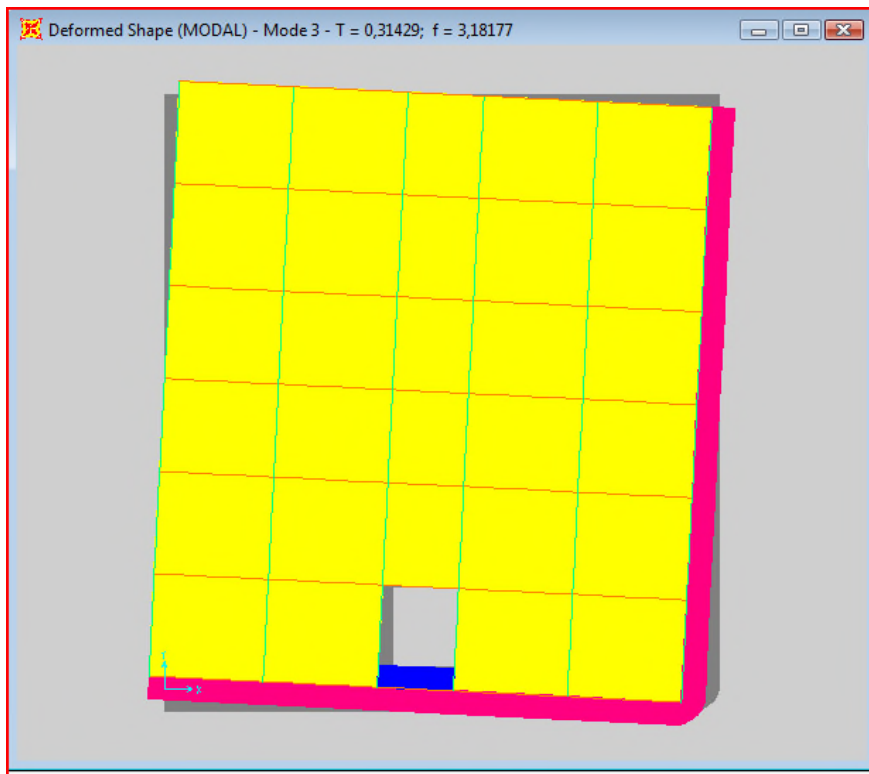 Deformed Shape (MODAL) - Mode 3 - T = 0,31429; f = 3,18177
Y
X